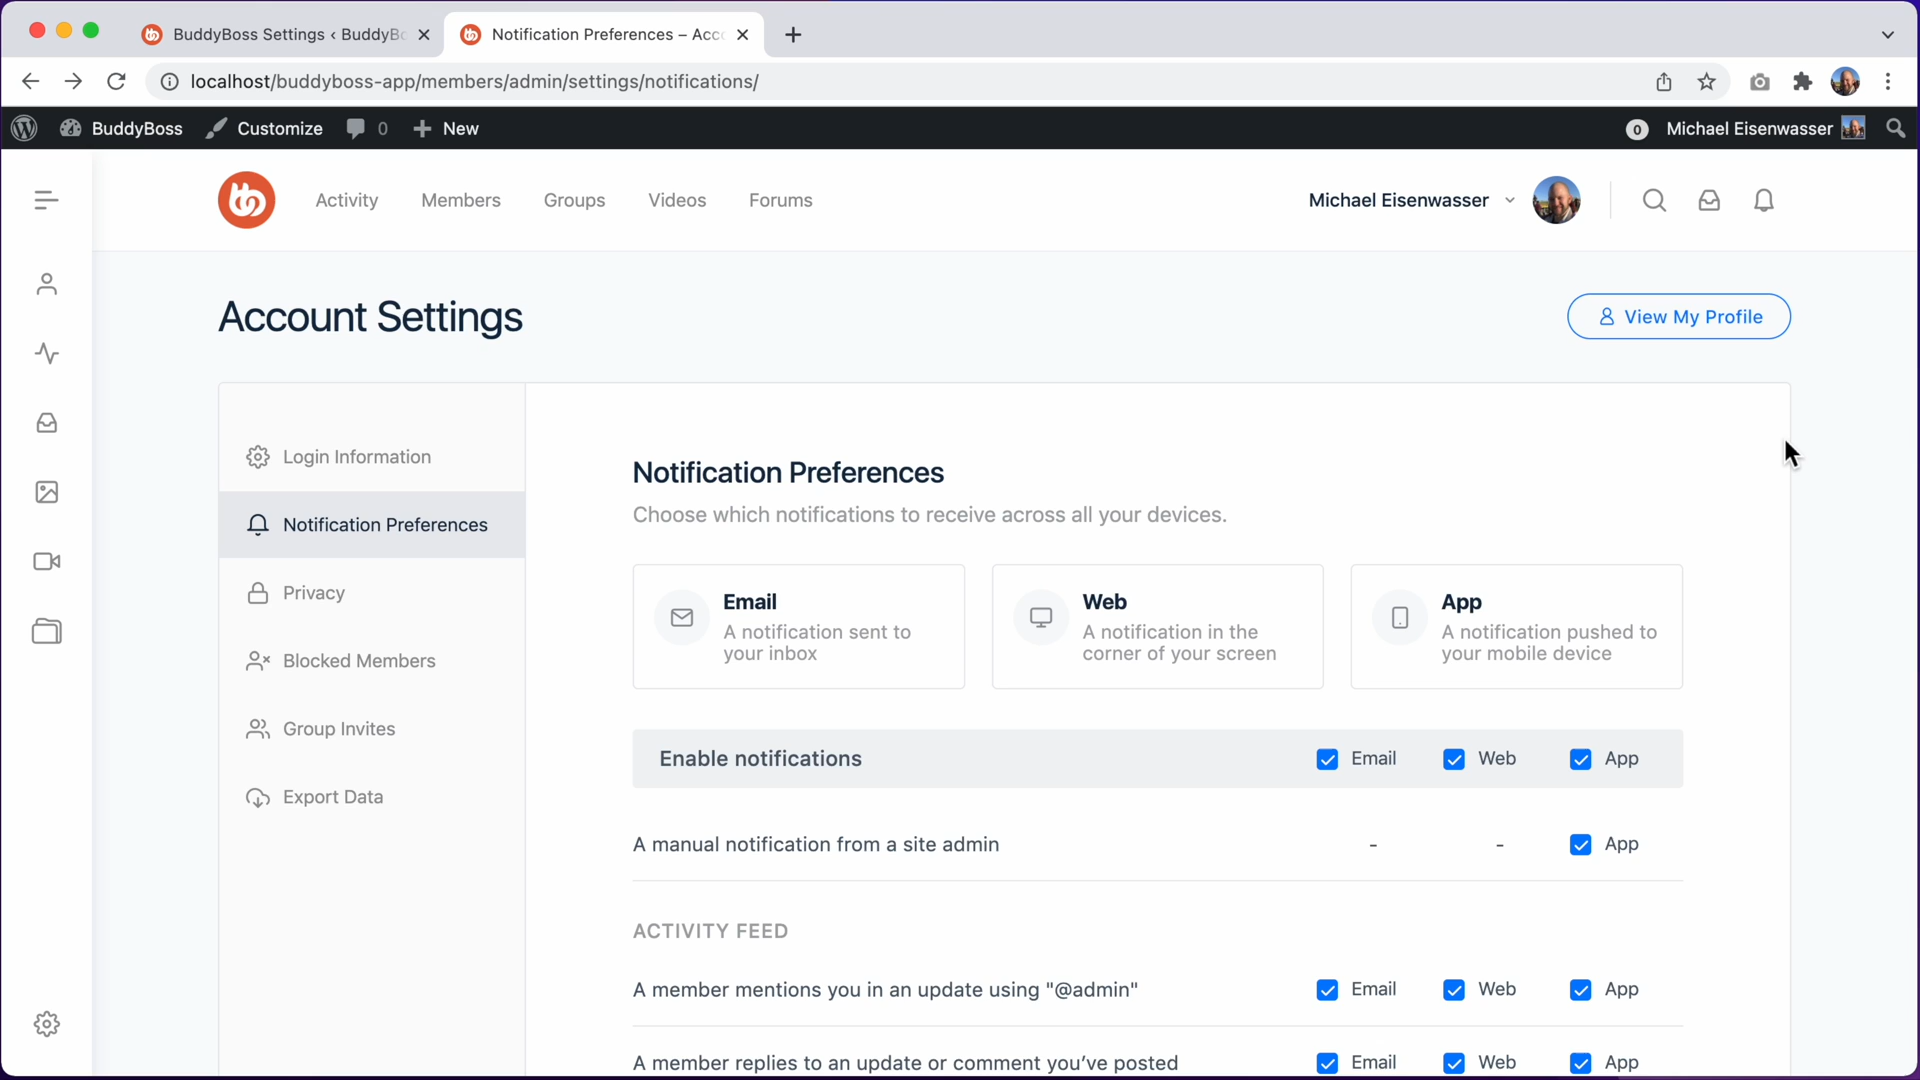 BuddyBoss Settings ‹ BuddyBo
Notification Preferences – Acco
localhost/buddyboss-app/members/admin/settings/notifications/
BuddyBoss
Customize
0
New
0
Michael Eisenwasser
Activity
Members
Groups
Videos
Forums
Michael Eisenwasser
Account Settings
View My Profile
Login Information
Notification Preferences
Privacy
Blocked Members
Group Invites
Export Data
Notification Preferences
Choose which notifications to receive across all your devices.
Email
A notification sent to
your inbox
Web
A notification in the
corner of your screen
App
A notification pushed to
your mobile device
Enable notifications Email Web App
A manual notification from a site admin - - App
ACTIVITY FEED
A member mentions you in an update using "@admin" Email Web App
A member replies to an update or comment you've posted Email Web App